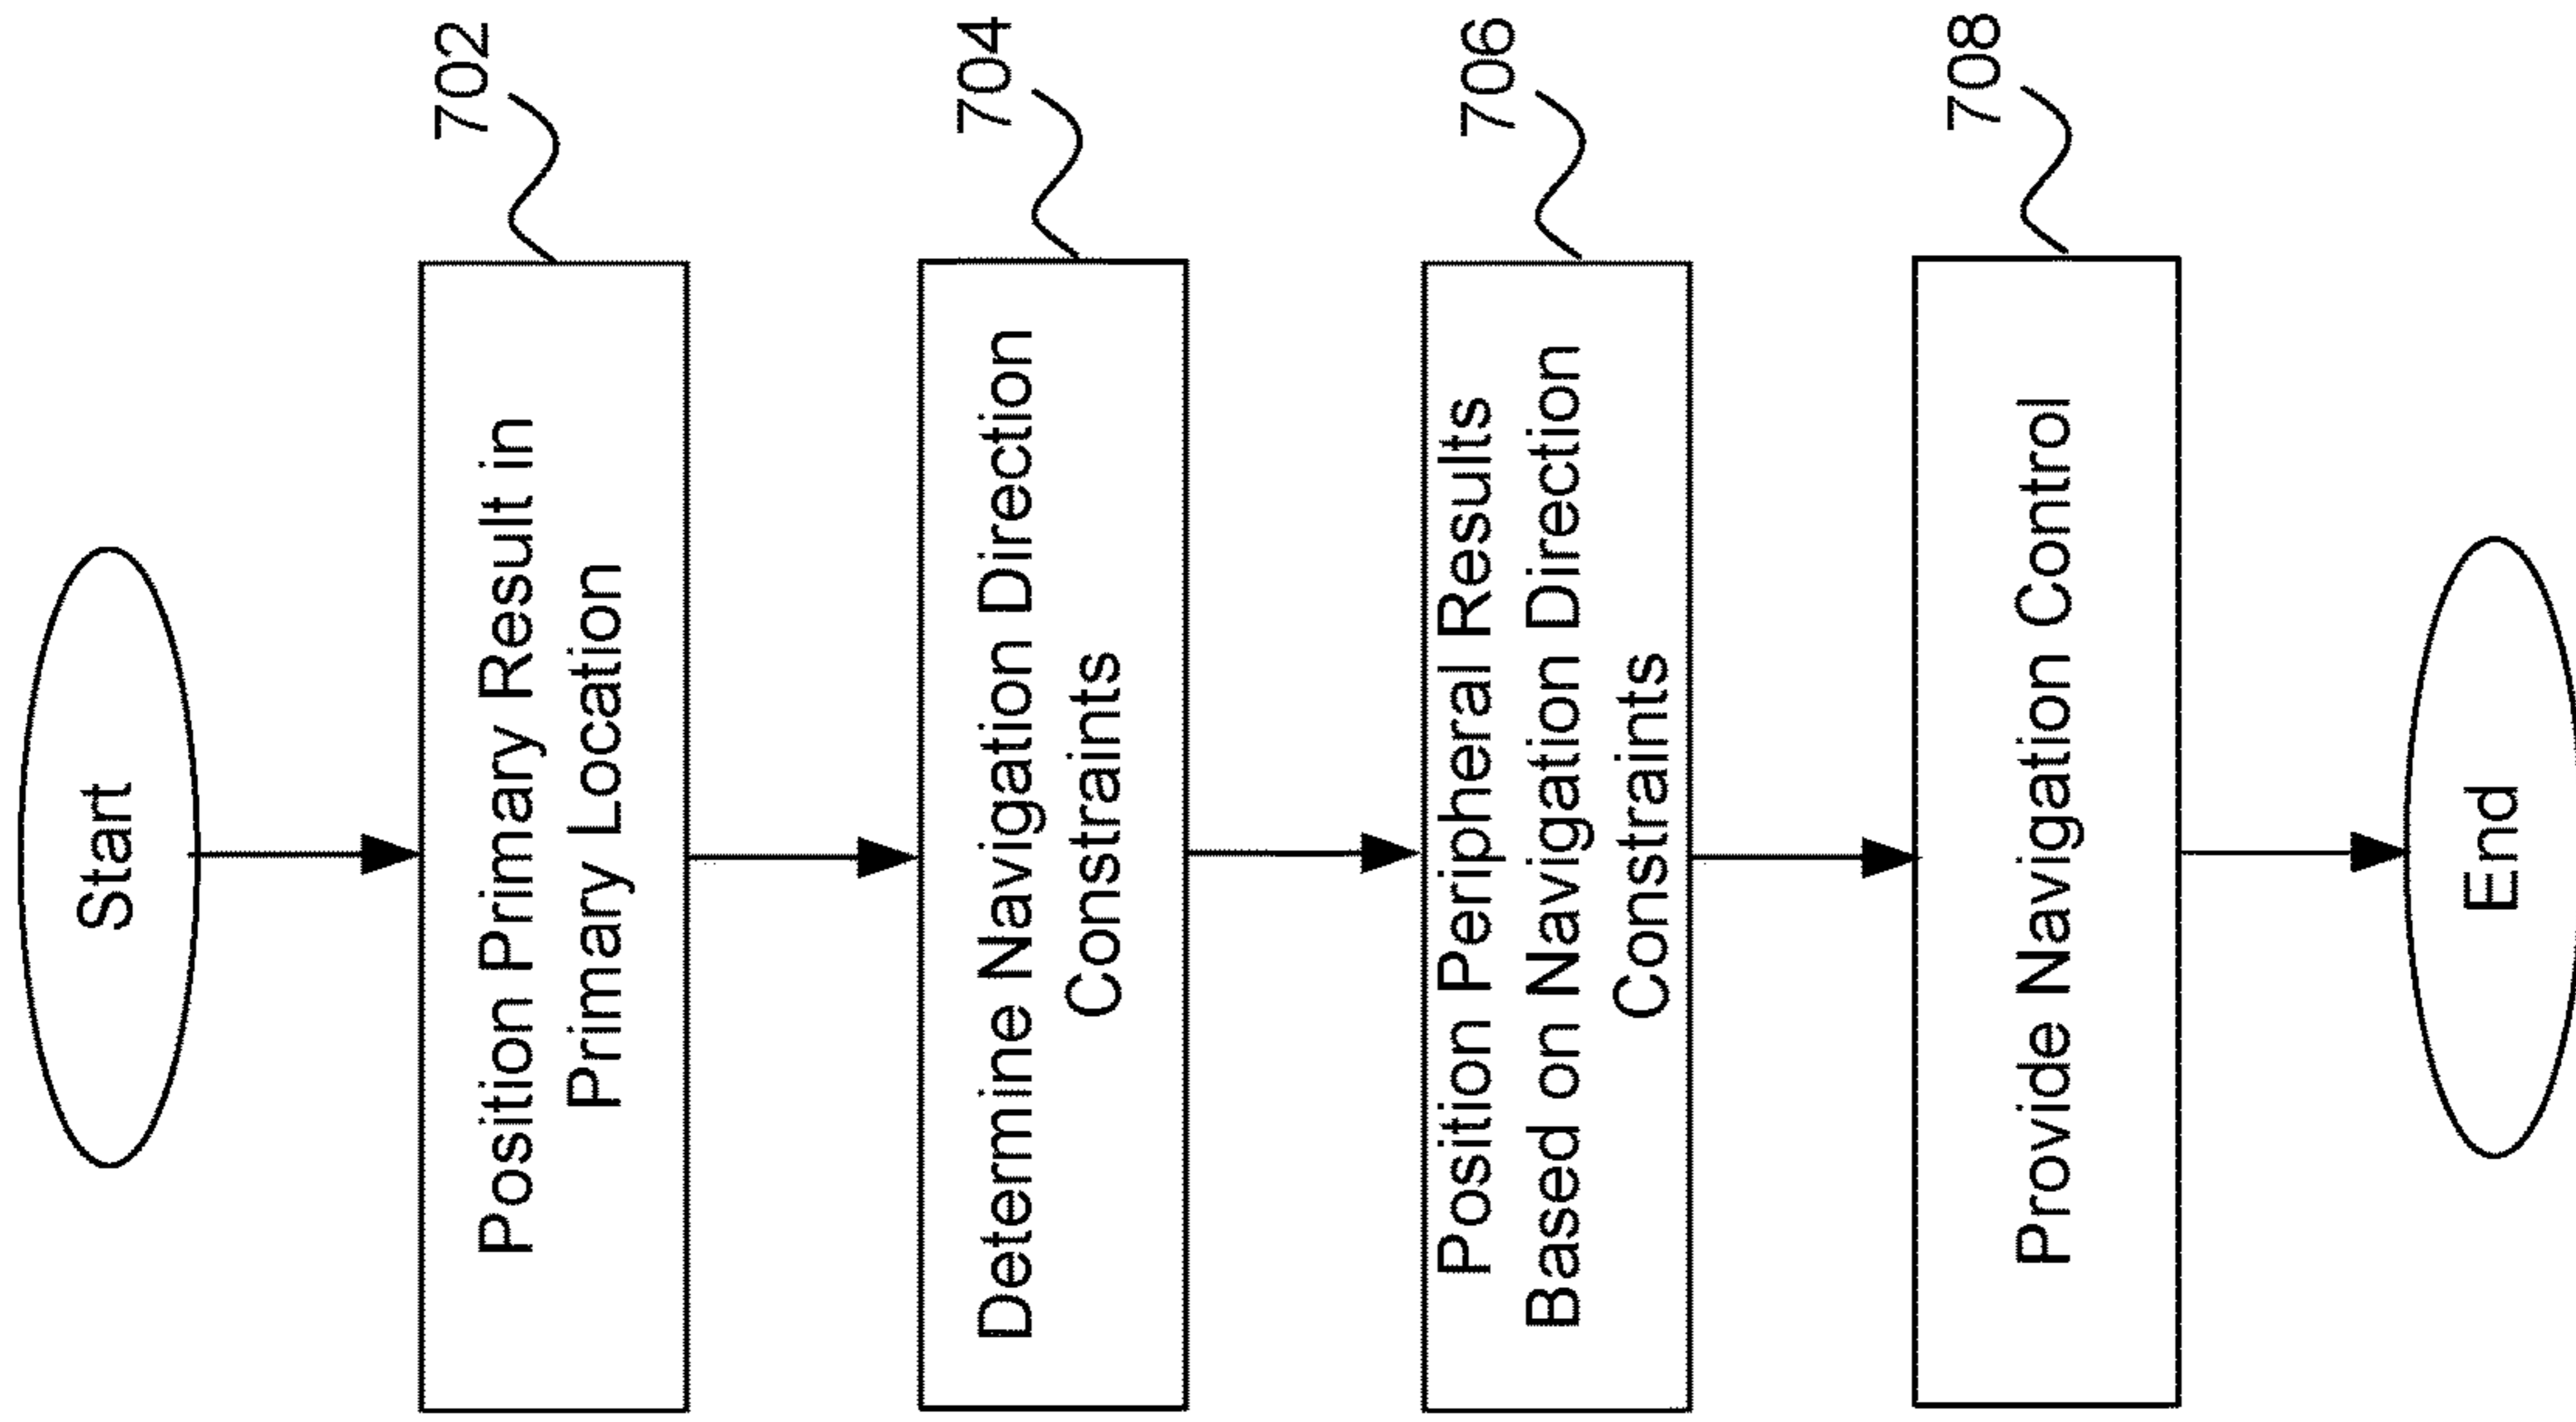 Start
702
Position Primary Result in
Primary Location
704
Determine Navigation Direction
Constraints
706
Position Peripheral Results
Based on Navigation Direction
Constraints
708
Provide Navigation Control
End